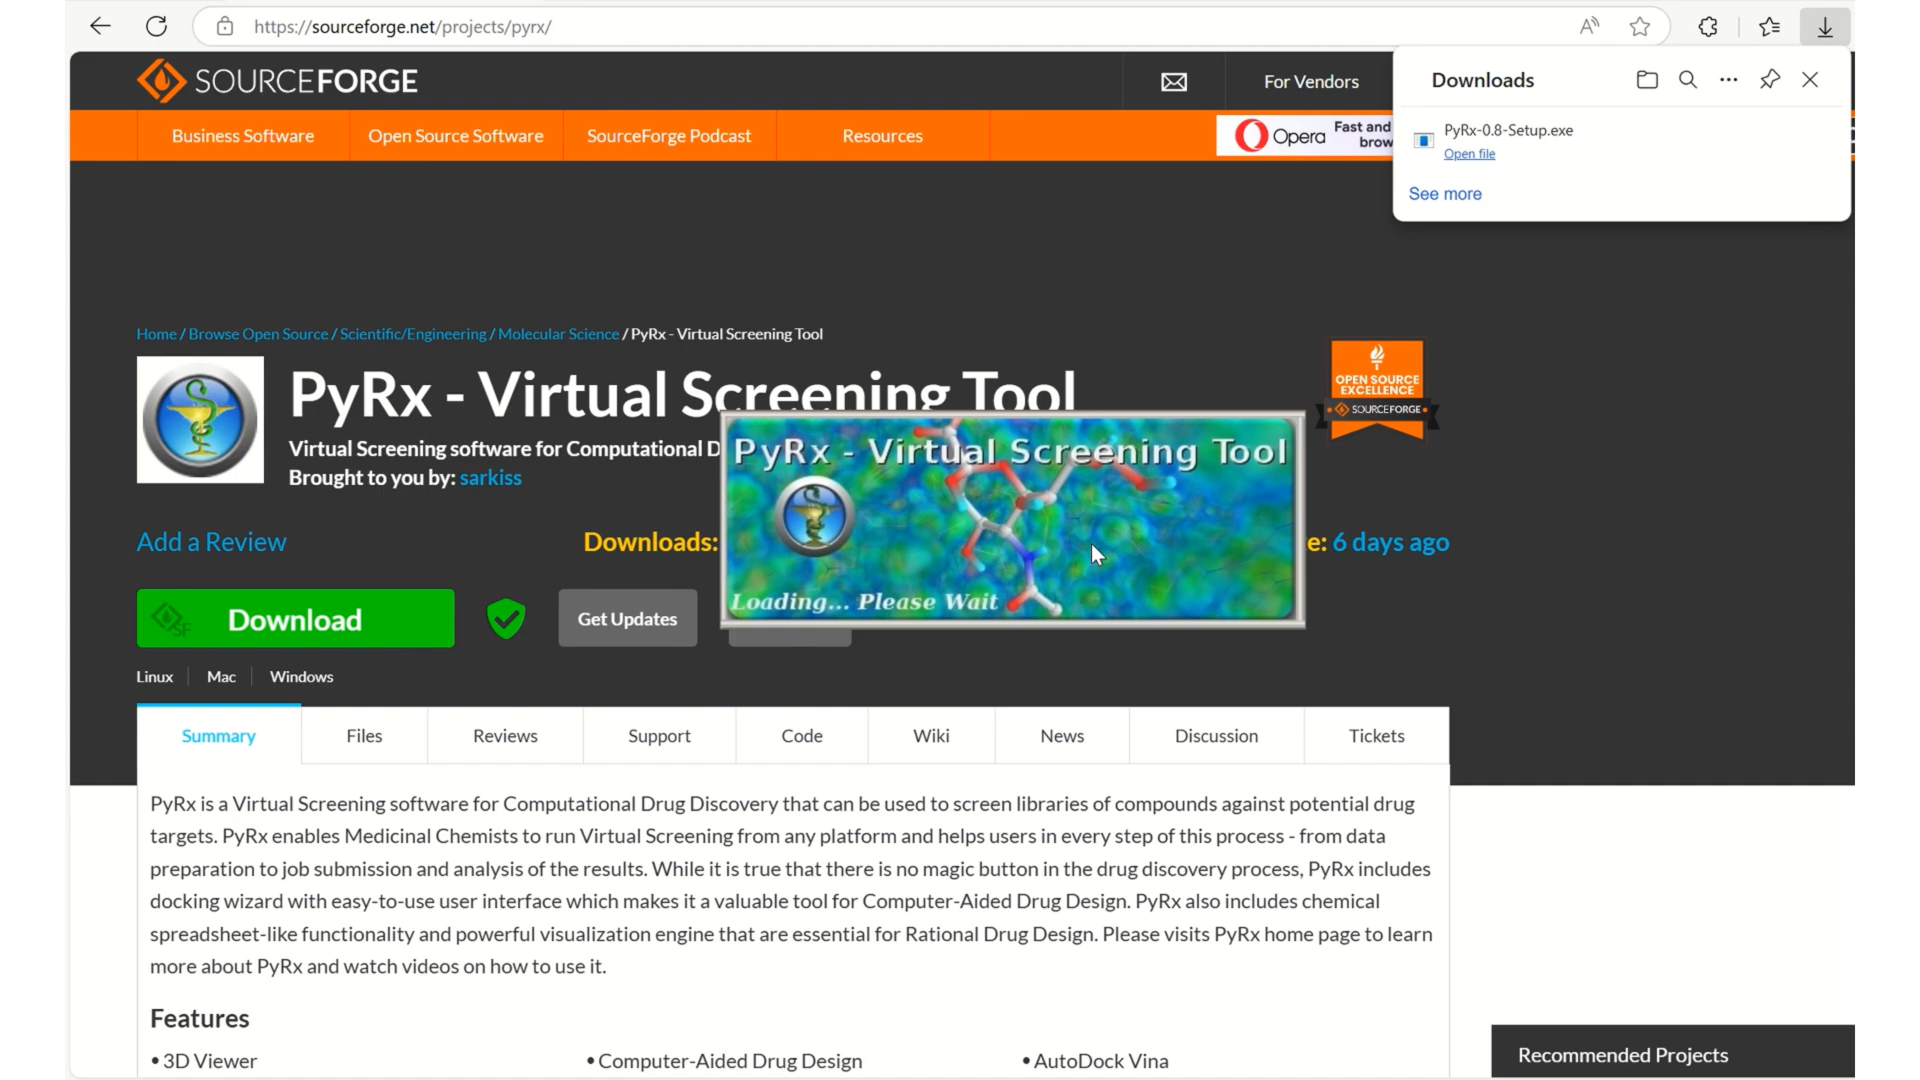 https://sourceforge.net/projects/pyrx/
SOURCEFORGE
For Vendors
Downloads
PyRx-0.8-Setup.exe
Open file
See more
Business Software
Open Source Software
SourceForge Podcast
Resources
Opera
Fast and
brow
Home / Browse Open Source / Scientific/Engineering / Molecular Science / PyRx - Virtual Screening Tool
PyRx - Virtual Screening Tool
Virtual Screening software for Computational D
Brought to you by: sarkiss
OPEN SOURCE
EXCELLENCE
SOURCEFORGE
PyRx - Virtual Screening Tool
Loading... Please Wait
Add a Review
Downloads:
e: 6 days ago
SF
Download
Get Updates
Linux
Mac
Windows
Summary
Files
Reviews
Support
Code
Wiki
News
Discussion
Tickets
PyRx is a Virtual Screening software for Computational Drug Discovery that can be used to screen libraries of compounds against potential drug
targets. PyRx enables Medicinal Chemists to run Virtual Screening from any platform and helps users in every step of this process - from data
preparation to job submission and analysis of the results. While it is true that there is no magic button in the drug discovery process, PyRx includes
docking wizard with easy-to-use user interface which makes it a valuable tool for Computer-Aided Drug Design. PyRx also includes chemical
spreadsheet-like functionality and powerful visualization engine that are essential for Rational Drug Design. Please visits PyRx home page to learn
more about PyRx and watch videos on how to use it.
Features
• 3D Viewer
• Computer-Aided Drug Design
• AutoDock Vina
Recommended Projects